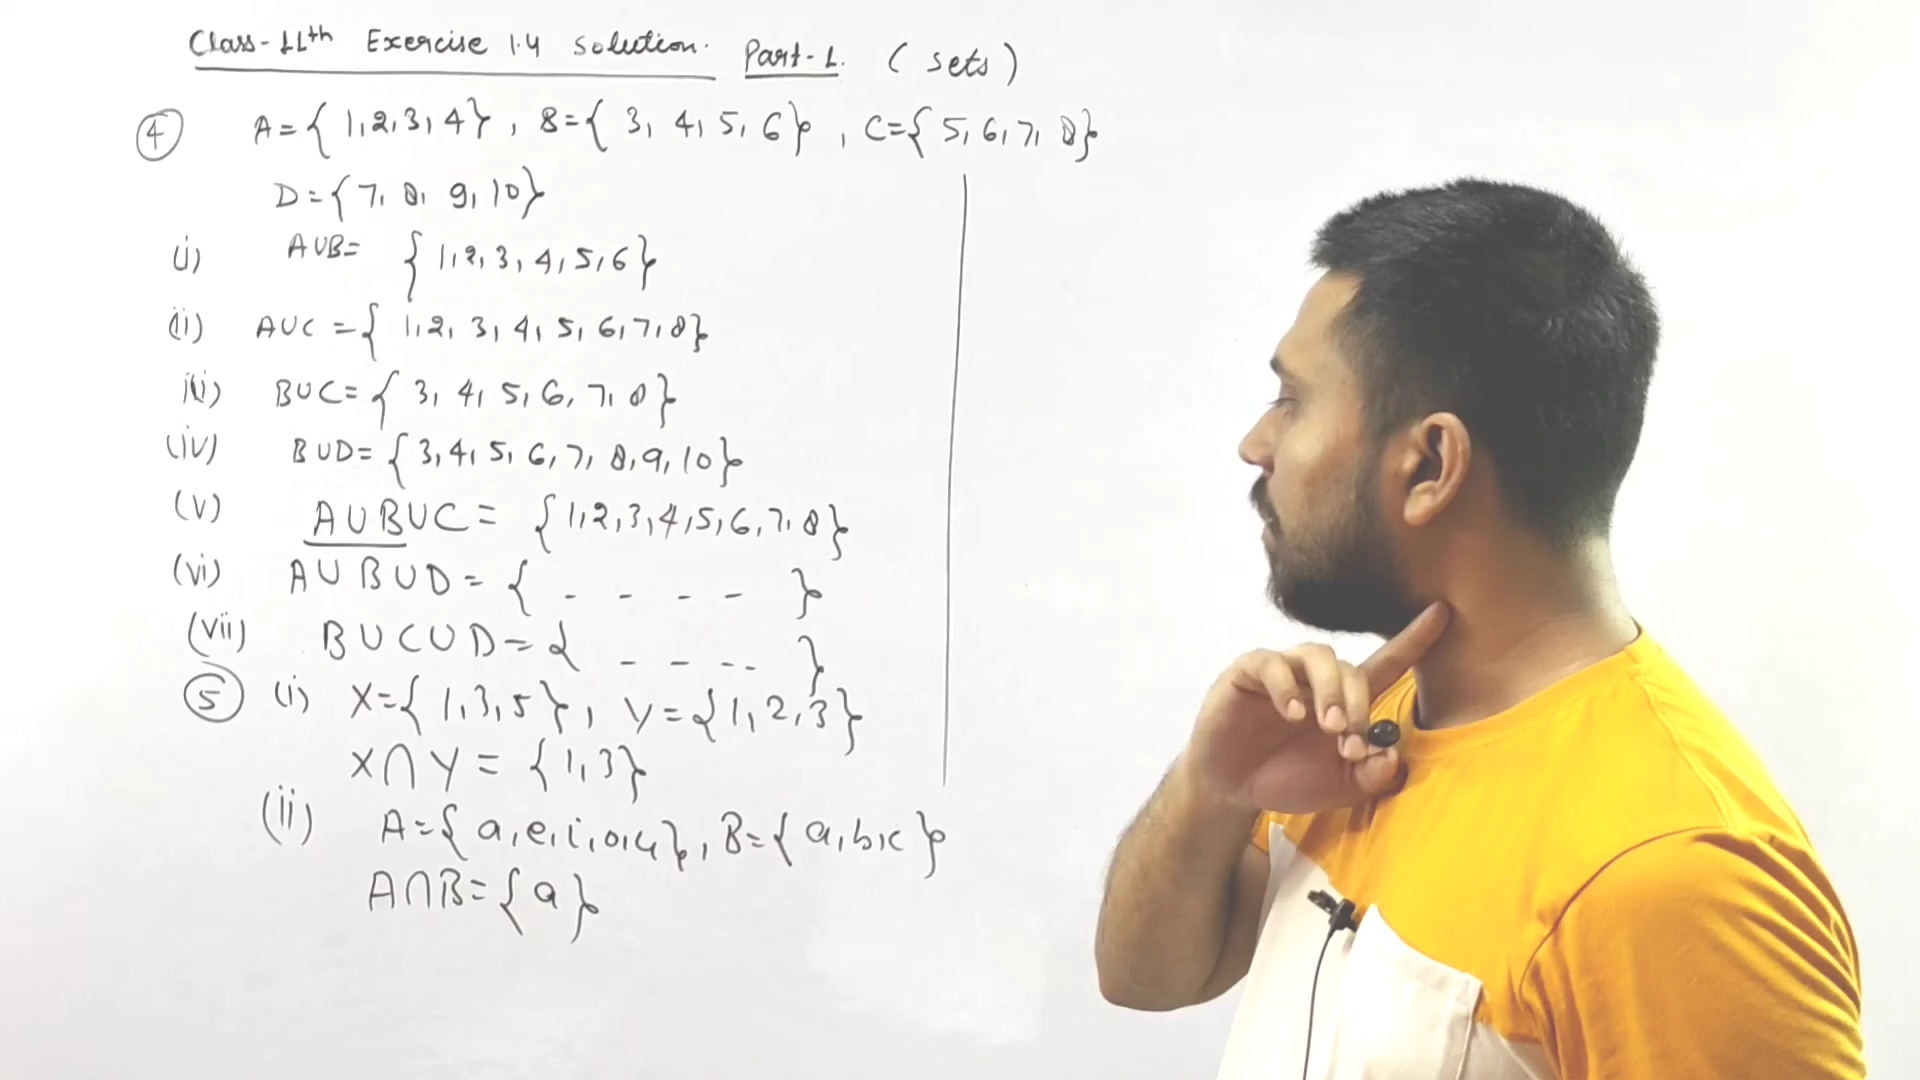 Class-11th Exercise 1.4 solution. Part-1. (sets)
④ A={1,2,3,4}, B={3, 4, 5, 6}, C={5, 6, 7, 8}
D={7, 8, 9, 10}
(i) A∪B= {1,2,3,4,5,6}
(ii) A∪C ={1,2,3,4,5,6,7,8}
iii) B∪C={3, 4, 5, 6, 7, 8}
(iv) B∪D={3,4,5,6,7,8,9,10}
(v) A∪B∪C= {1,2,3,4,5,6,7,8}
(vi) A∪B∪D={ - - - - }
(vii) B∪C∪D={ - - -- }
⑤ (i) X={1,3,5}, Y={1,2,3}
X∩Y = {1,3}
(ii) A={a,e,i,o,u}, B={a,b,c}
A∩B={a}